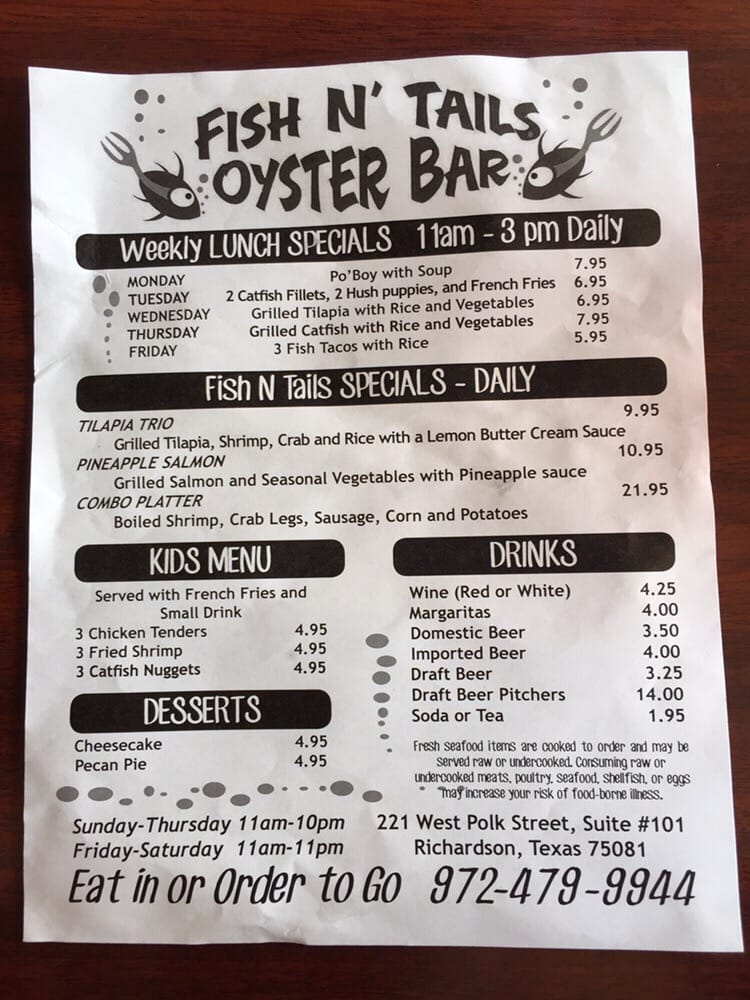 FISH N' TAILS
OYSTER BAR
Weekly LUNCH SPECIALS 11am - 3 pm Daily
MONDAY Po'Boy with Soup 7.95
TUESDAY 2 Catfish Fillets, 2 Hush puppies, and French Fries 6.95
WEDNESDAY Grilled Tilapia with Rice and Vegetables 6.95
THURSDAY Grilled Catfish with Rice and Vegetables 7.95
FRIDAY 3 Fish Tacos with Rice 5.95
Fish N Tails SPECIALS - DAILY
TILAPIA TRIO 9.95
Grilled Tilapia, Shrimp, Crab and Rice with a Lemon Butter Cream Sauce
PINEAPPLE SALMON 10.95
Grilled Salmon and Seasonal Vegetables with Pineapple sauce
COMBO PLATTER 21.95
Boiled Shrimp, Crab Legs, Sausage, Corn and Potatoes
KIDS MENU
Served with French Fries and
Small Drink
3 Chicken Tenders 4.95
3 Fried Shrimp 4.95
3 Catfish Nuggets 4.95
DESSERTS
Cheesecake 4.95
Pecan Pie 4.95
DRINKS
Wine (Red or White) 4.25
Margaritas 4.00
Domestic Beer 3.50
Imported Beer 4.00
Draft Beer 3.25
Draft Beer Pitchers 14.00
Soda or Tea 1.95
Fresh seafood items are cooked to order and may be
served raw or undercooked. Consuming raw or
undercooked meats, poultry, seafood, shellfish, or eggs
may increase your risk of food-borne illness.
Sunday-Thursday 11am-10pm
Friday-Saturday 11am-11pm
221 West Polk Street, Suite #101
Richardson, Texas 75081
Eat in or Order to Go 972-479-9944